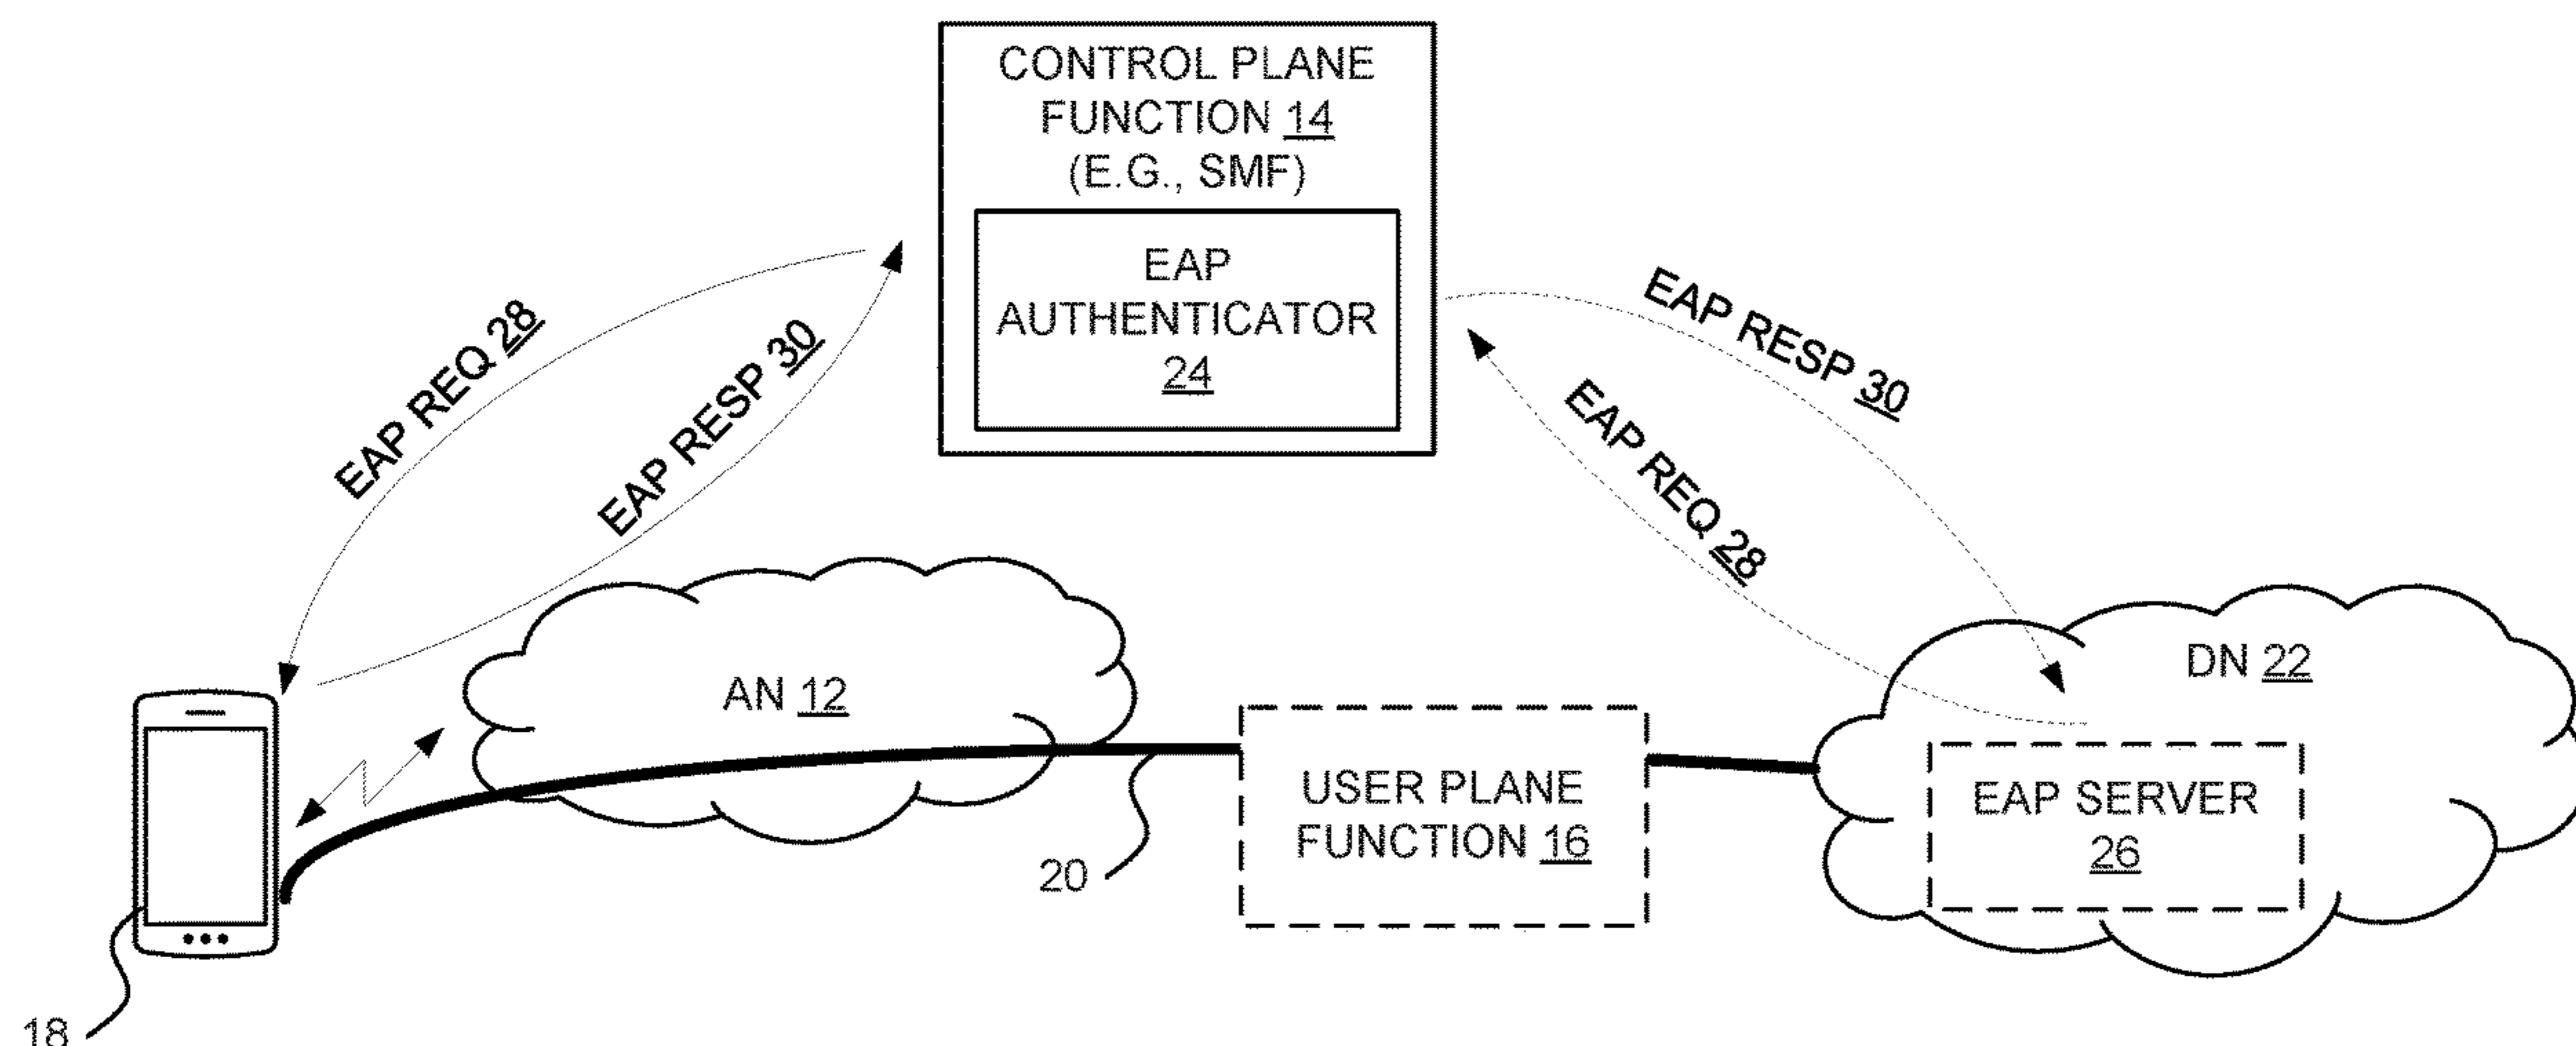 CONTROL PLANE
FUNCTION 14
(E.G., SMF)
EAP
AUTHENTICATOR
24
EAP REQ 28
EAP RESP 30
EAP RESP 30
EAP REQ 28
AN 12
DN 22
USER PLANE
FUNCTION 16
EAP SERVER
26
20
18